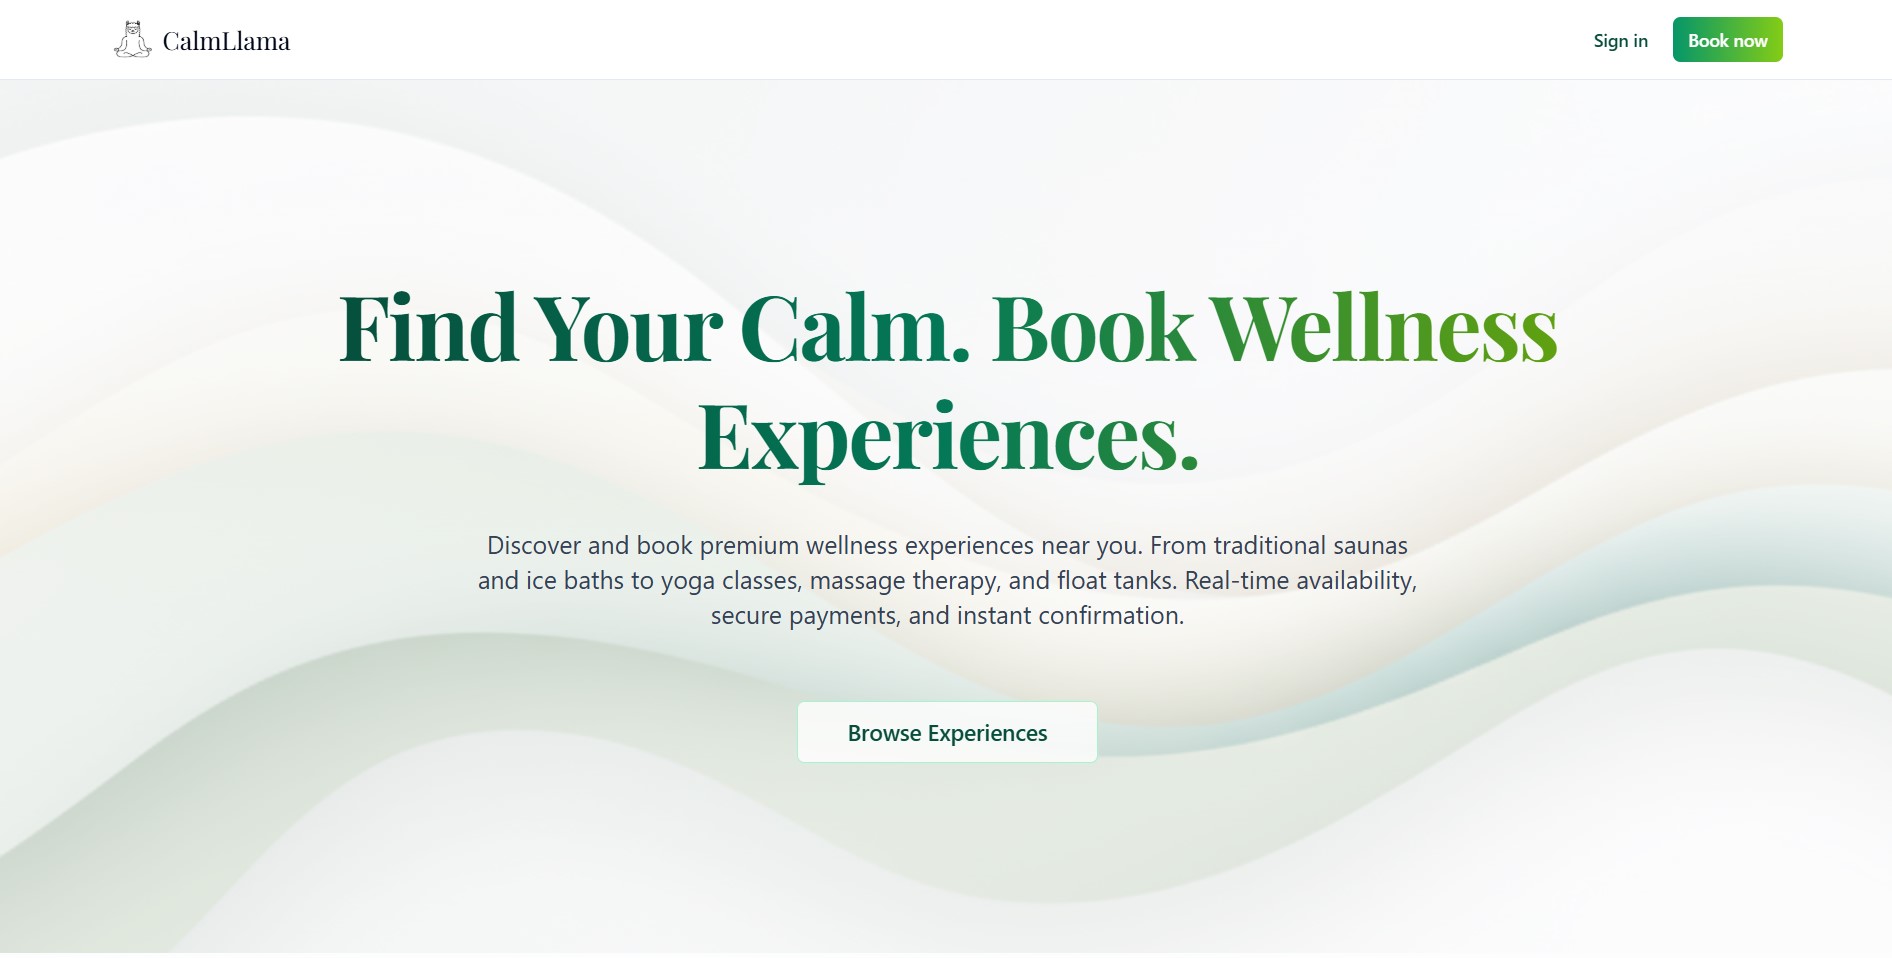 CalmLlama
Sign in
Book now
Find Your Calm. Book Wellness
Experiences.
Discover and book premium wellness experiences near you. From traditional saunas
and ice baths to yoga classes, massage therapy, and float tanks. Real-time availability,
secure payments, and instant confirmation.
Browse Experiences